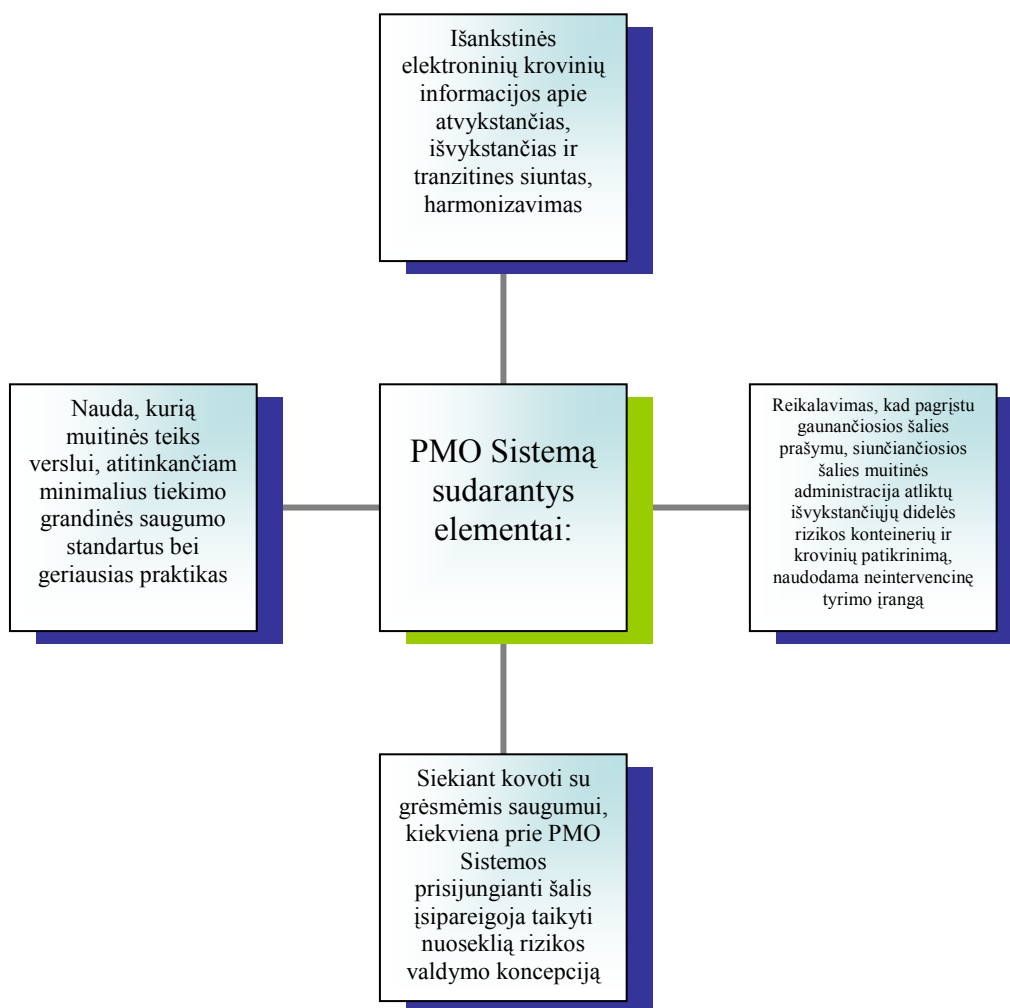 Išankstinės
elektroninių krovinių
informacijos apie
atvykstančias,
išvykstančias ir
tranzitines siuntas,
harmonizavimas
Nauda, kurią
muitinės teiks
verslui, atitinkančiam
minimalius tiekimo
grandinės saugumo
standartus bei
geriausias praktikas
PMO Sistemą
sudarantys
elementai:
Reikalavimas, kad pagrįstu
gaunančiosios šalies
prašymu, siunčiančiosios
šalies muitinės
administracija atliktų
išvykstančiųjų didelės
rizikos konteinerių ir
krovinių patikrinimą,
naudodama neintervencinę
tyrimo įrangą
Siekiant kovoti su
grėsmėmis saugumui,
kiekviena prie PMO
Sistemos
prisijungianti šalis
įsipareigoja taikyti
nuoseklią rizikos
valdymo koncepciją